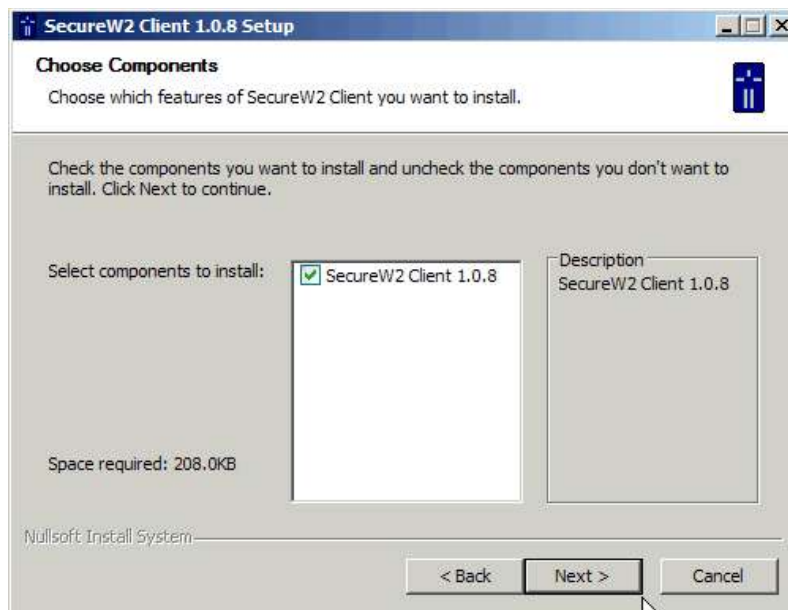 SecureW2 Client 1.0.8 Setup
Choose Components
Choose which features of SecureW2 Client you want to install.
Check the components you want to install and uncheck the components you don't want to
install. Click Next to continue.
Select components to install:
SecureW2 Client 1.0.8
Description
SecureW2 Client 1.0.8
Space required: 208.0KB
Nullsoft Install System
< Back
Next >
Cancel